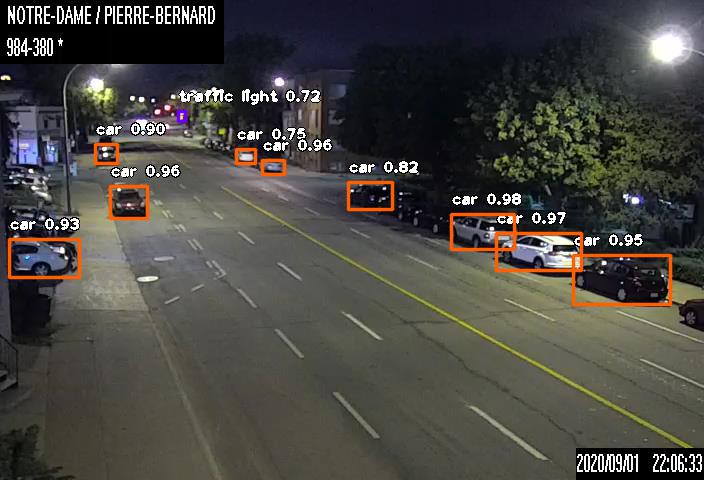 NOTRE-DAME / PIERRE-BERNARD
984-380 *
traffic light 0.72
car 0.90
car 0.75
car 0.96
car 0.96
car 0.82
car 0.98
car 0.97
car 0.93
car 0.95
2020/09/01 22:06:33